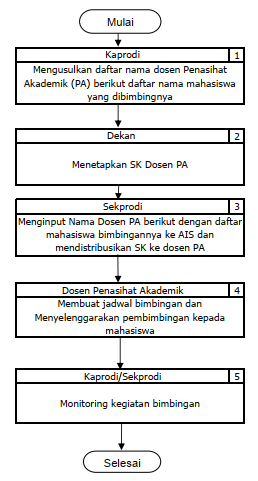 Mulai
Kaprodi 1
Mengusulkan daftar nama dosen Penasihat
Akademik (PA) berikut daftar nama mahasiswa
yang dibimbingnya
Dekan 2
Menetapkan SK Dosen PA
Sekprodi 3
Menginput Nama Dosen PA berikut dengan daftar
mahasiswa bimbingannya ke AIS dan
mendistribusikan SK ke dosen PA
Dosen Penasihat Akademik 4
Membuat jadwal bimbingan dan
Menyelenggarakan pembimbingan kepada
mahasiswa
Kaprodi/Sekprodi 5
Monitoring kegiatan bimbingan
Selesai